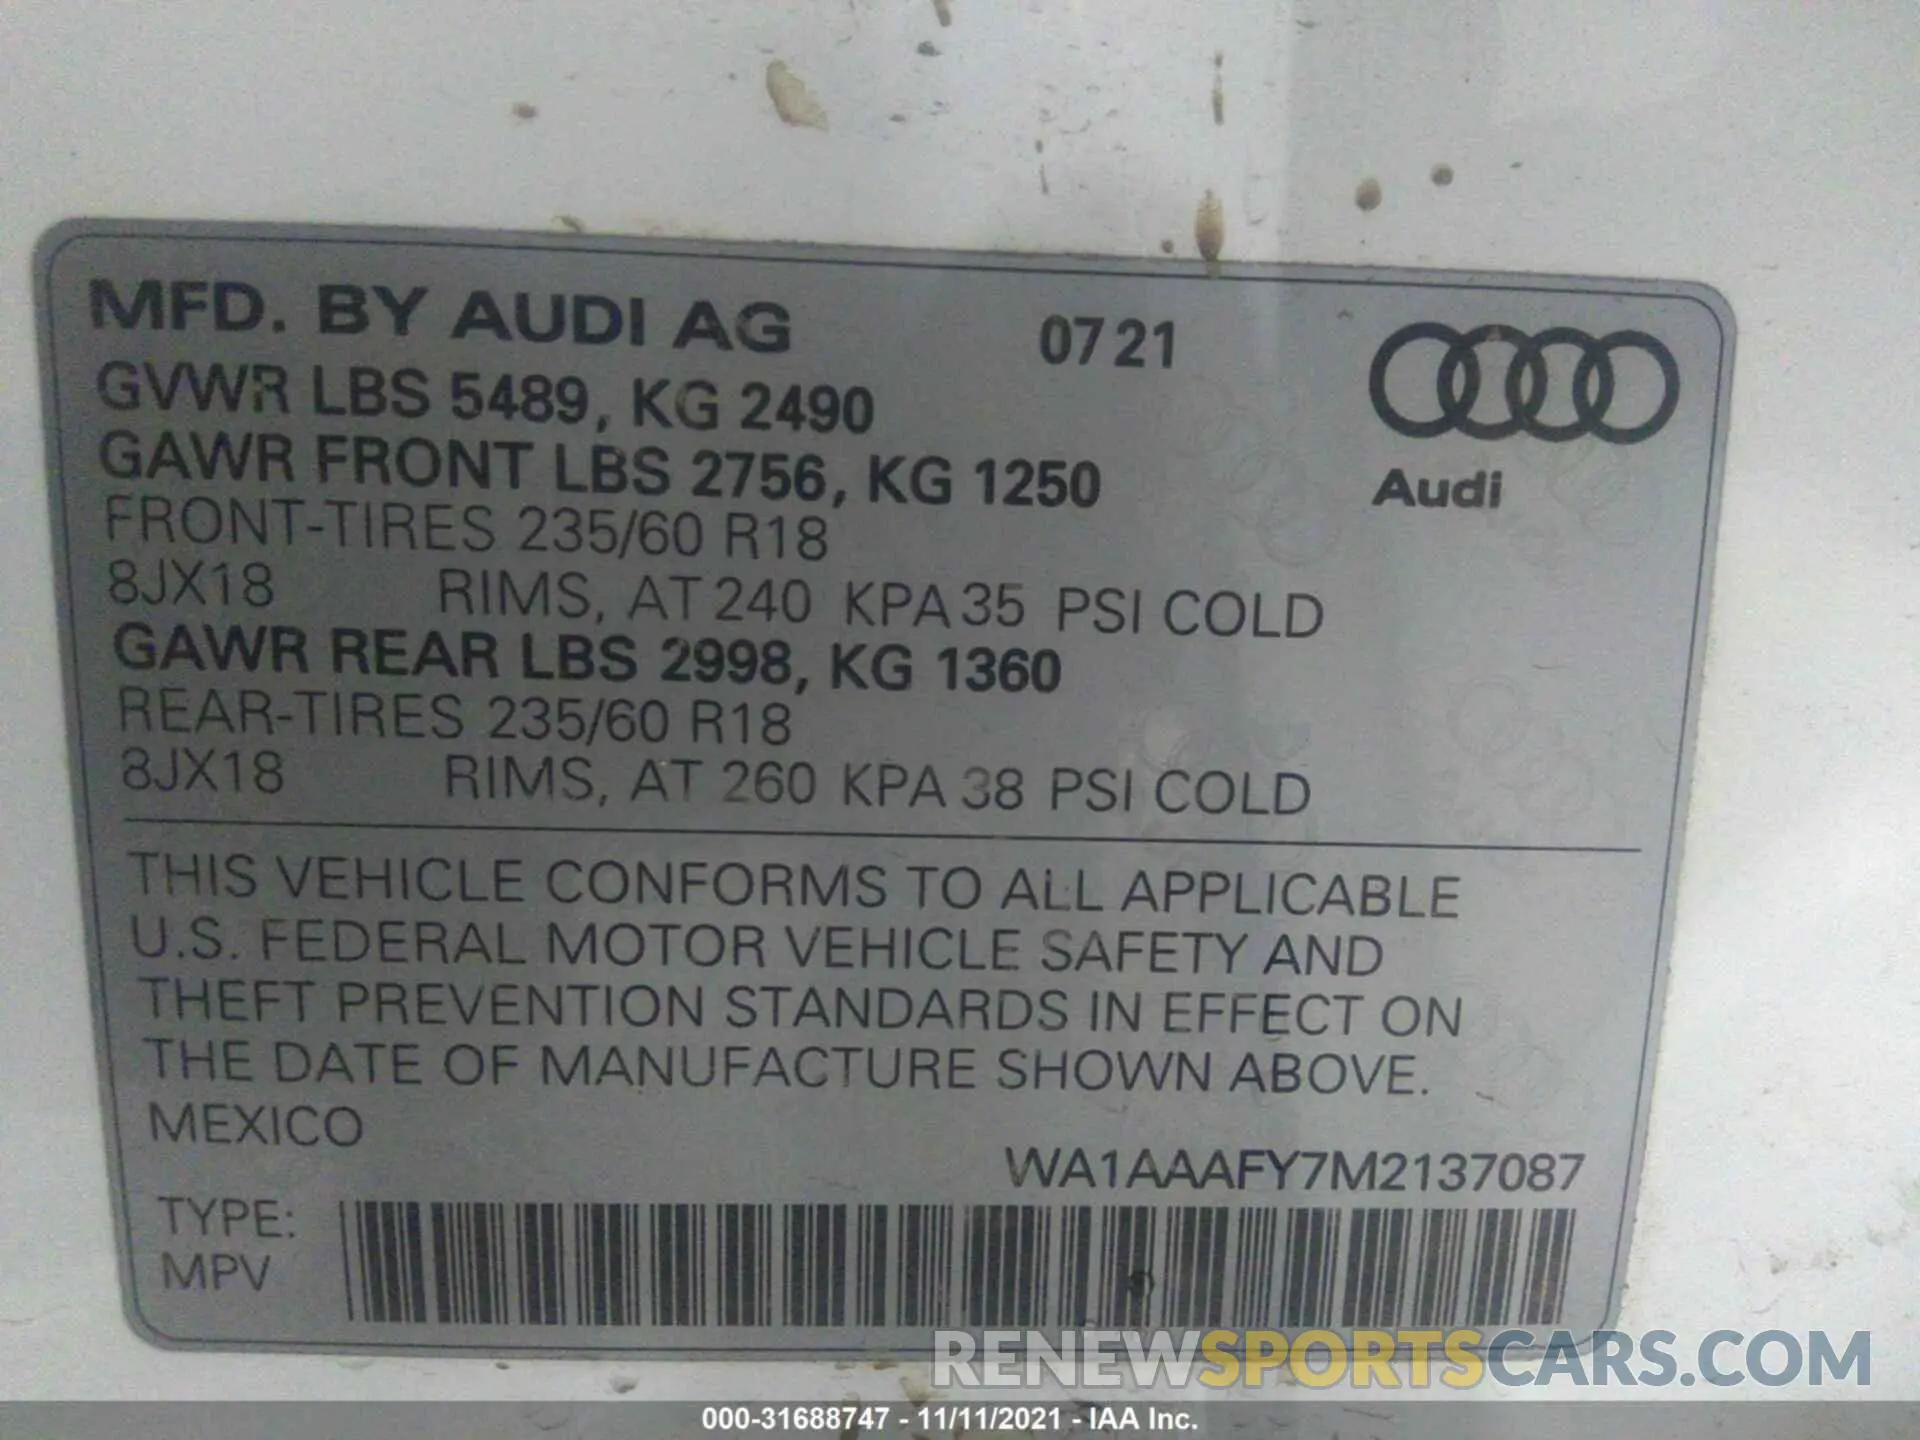 MFD. BY AUDI AG 07 21
GVWR LBS 5489, KG 2490
GAWR FRONT LBS 2756, KG 1250
Audi
FRONT-TIRES 235/60 R18
8JX18 RIMS, AT 240 KPA 35 PSI COLD
GAWR REAR LBS 2998, KG 1360
REAR-TIRES 235/60 R18
8JX18 RIMS, AT 260 KPA 38 PSI COLD
THIS VEHICLE CONFORMS TO ALL APPLICABLE
U.S. FEDERAL MOTOR VEHICLE SAFETY AND
THEFT PREVENTION STANDARDS IN EFFECT ON
THE DATE OF MANUFACTURE SHOWN ABOVE.
MEXICO
WA1AAAFY7M2137087
TYPE:
MPV
RENEWSPORTSCARS.COM
000-31688747 - 11/11/2021 - IAA Inc.